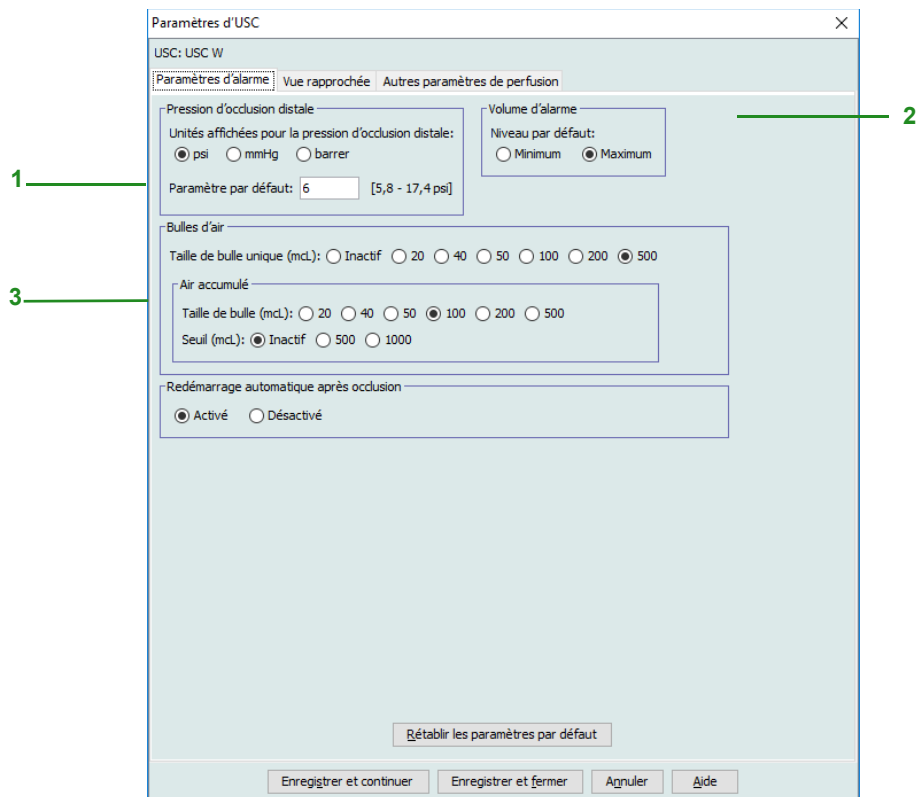 Paramètres d'USC
USC: USC W
Paramètres d'alarme Vue rapprochée Autres paramètres de perfusion
Pression d'occlusion distale
Unités affichées pour la pression d'occlusion distale:
psi mmHg barrer
Paramètre par défaut: 6 [5,8 - 17,4 psi]
Volume d'alarme
Niveau par défaut:
Minimum Maximum
2
1
Bulles d'air
Taille de bulle unique (mcL): Inactif 20 40 50 100 200 500
3
Air accumulé
Taille de bulle (mcL): 20 40 50 100 200 500
Seuil (mcL): Inactif 500 1000
Redémarrage automatique après occlusion
Activé Désactivé
Rétablir les paramètres par défaut
Enregistrer et continuer Enregistrer et fermer Annuler Aide